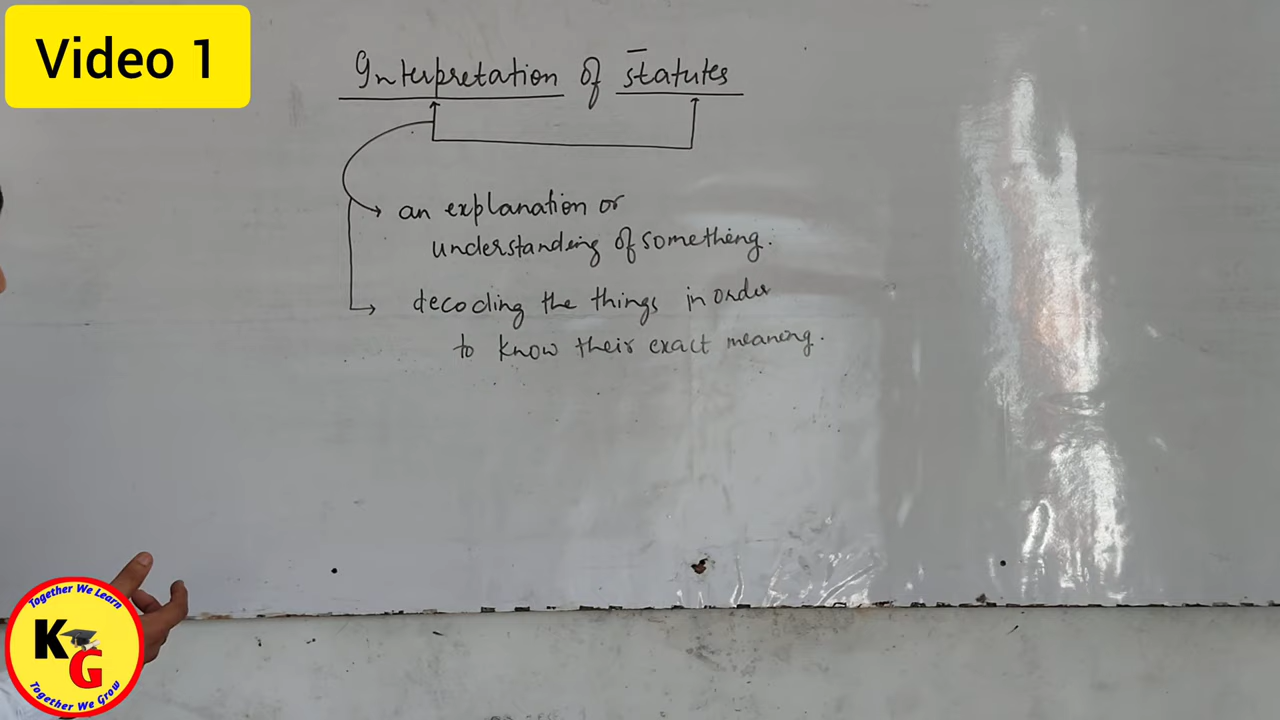 Video 1
Interpretation of statutes
an explanation or
understanding of something.
decoding the things in order
to know their exact meaning.
Together We Learn
KG
Together We Grow